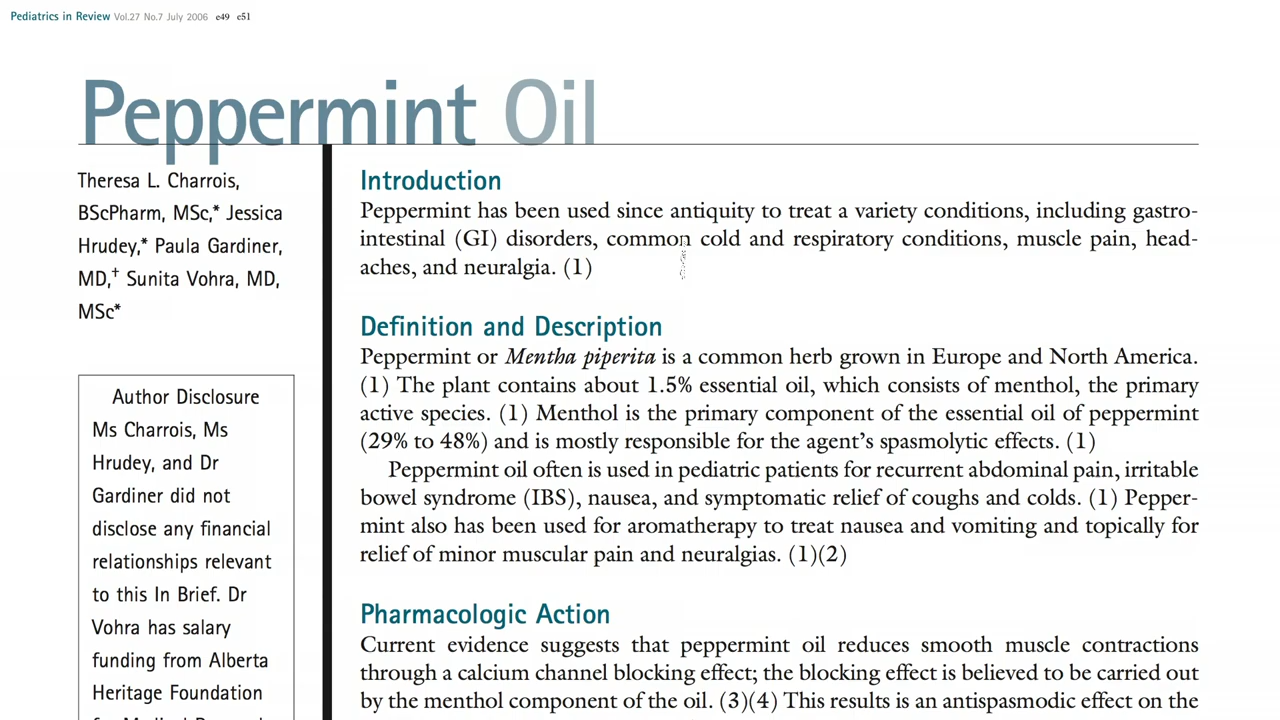 Pediatrics in Review Vol.27 No.7 July 2006 e49 e51
Peppermint Oil
Theresa L. Charrois,
BScPharm, MSc,* Jessica
Hrudey,* Paula Gardiner,
MD,† Sunita Vohra, MD,
MSc*
Author Disclosure
Ms Charrois, Ms
Hrudey, and Dr
Gardiner did not
disclose any financial
relationships relevant
to this In Brief. Dr
Vohra has salary
funding from Alberta
Heritage Foundation
Introduction
Peppermint has been used since antiquity to treat a variety conditions, including gastro-
intestinal (GI) disorders, common cold and respiratory conditions, muscle pain, head-
aches, and neuralgia. (1)
Definition and Description
Peppermint or Mentha piperita is a common herb grown in Europe and North America.
(1) The plant contains about 1.5% essential oil, which consists of menthol, the primary
active species. (1) Menthol is the primary component of the essential oil of peppermint
(29% to 48%) and is mostly responsible for the agent's spasmolytic effects. (1)
Peppermint oil often is used in pediatric patients for recurrent abdominal pain, irritable
bowel syndrome (IBS), nausea, and symptomatic relief of coughs and colds. (1) Pepper-
mint also has been used for aromatherapy to treat nausea and vomiting and topically for
relief of minor muscular pain and neuralgias. (1)(2)
Pharmacologic Action
Current evidence suggests that peppermint oil reduces smooth muscle contractions
through a calcium channel blocking effect; the blocking effect is believed to be carried out
by the menthol component of the oil. (3)(4) This results is an antispasmodic effect on the